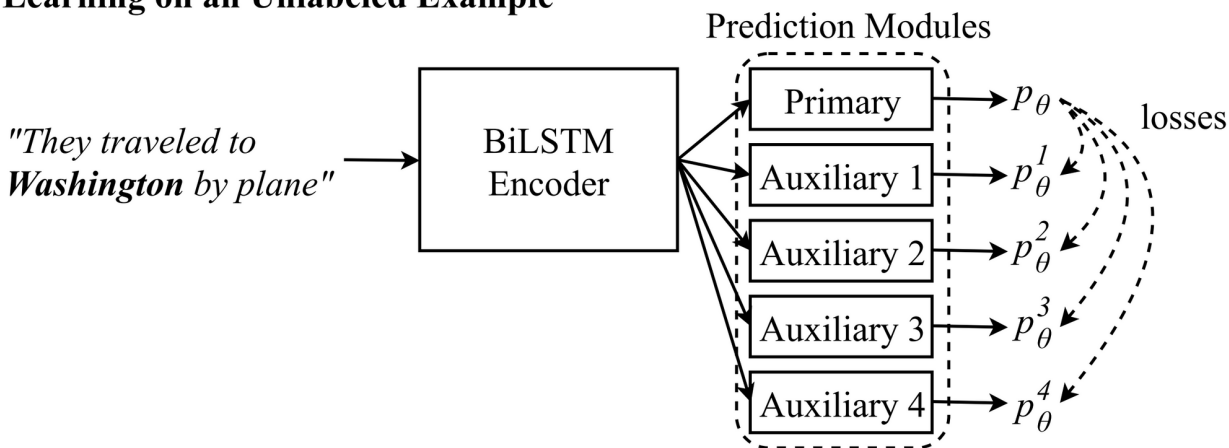 Learning on an Unlabeled Example
Prediction Modules
"They traveled to
Washington by plane"
BiLSTM
Encoder
Primary
Auxiliary 1
Auxiliary 2
Auxiliary 3
Auxiliary 4
pθ
p1θ
p2θ
p3θ
p4θ
losses